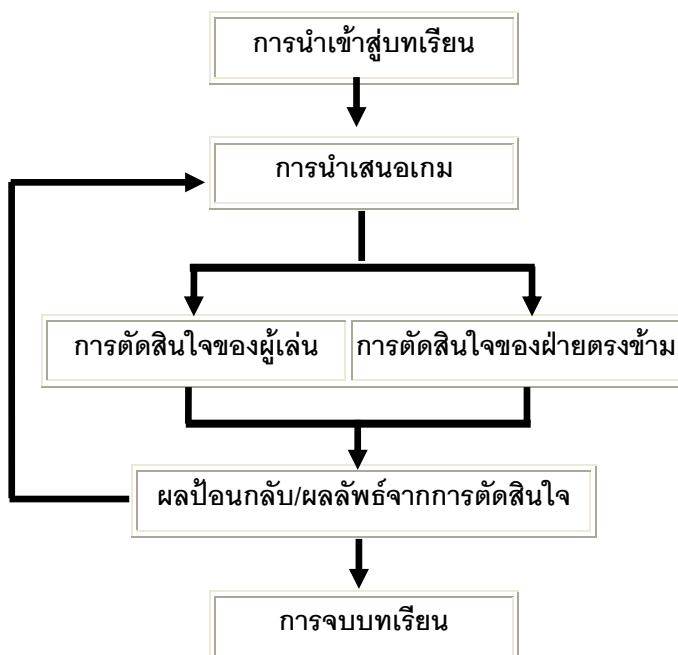 การนำเข้าสู่บทเรียน
การนำเสนอเกม
การตัดสินใจของผู้เล่น
การตัดสินใจของฝ่ายตรงข้าม
ผลป้อนกลับ/ผลลัพธ์จากการตัดสินใจ
การจบบทเรียน